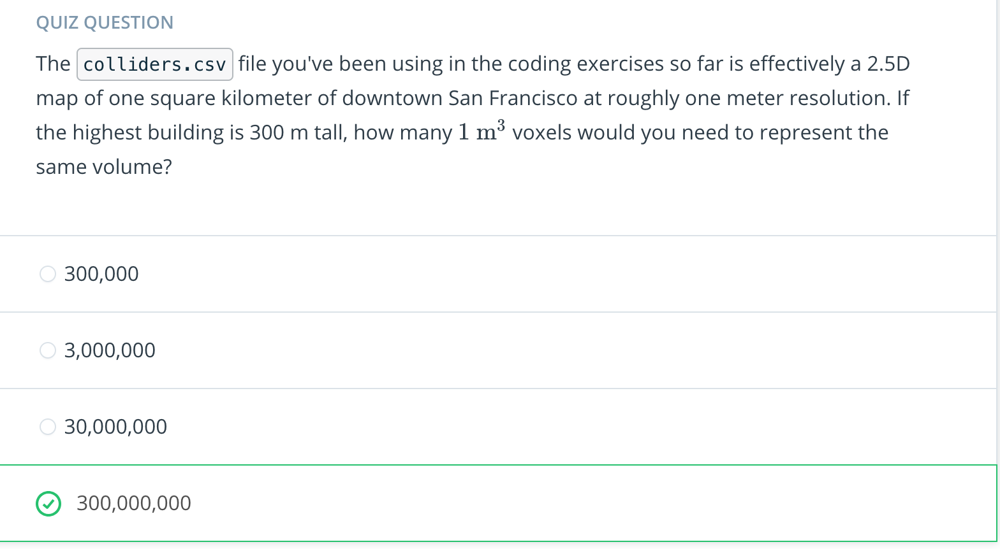 QUIZ QUESTION
The colliders.csv file you've been using in the coding exercises so far is effectively a 2.5D
map of one square kilometer of downtown San Francisco at roughly one meter resolution. If
the highest building is 300 m tall, how many 1 m³ voxels would you need to represent the
same volume?
300,000
3,000,000
30,000,000
300,000,000